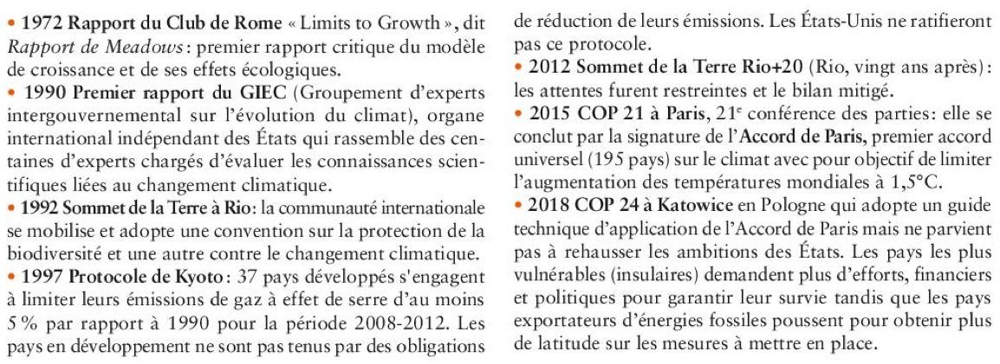 • 1972 Rapport du Club de Rome « Limits to Growth », dit
Rapport de Meadows : premier rapport critique du modèle
de croissance et de ses effets écologiques.
• 1990 Premier rapport du GIEC (Groupement d'experts
intergouvernemental sur l'évolution du climat), organe
international indépendant des États qui rassemble des cen-
taines d'experts chargés d'évaluer les connaissances scien-
tifiques liées au changement climatique.
• 1992 Sommet de la Terre à Rio : la communauté internationale
se mobilise et adopte une convention sur la protection de la
biodiversité et une autre contre le changement climatique.
• 1997 Protocole de Kyoto : 37 pays développés s'engagent
à limiter leurs émissions de gaz à effet de serre d'au moins
5 % par rapport à 1990 pour la période 2008-2012. Les
pays en développement ne sont pas tenus par des obligations
de réduction de leurs émissions. Les États-Unis ne ratifieront
pas ce protocole.
• 2012 Sommet de la Terre Rio+20 (Rio, vingt ans après) :
les attentes furent restreintes et le bilan mitigé.
• 2015 COP 21 à Paris, 21e conférence des parties : elle se
conclut par la signature de l'Accord de Paris, premier accord
universel (195 pays) sur le climat avec pour objectif de limiter
l'augmentation des températures mondiales à 1,5°C.
• 2018 COP 24 à Katowice en Pologne qui adopte un guide
technique d'application de l'Accord de Paris mais ne parvient
pas à rehausser les ambitions des États. Les pays les plus
vulnérables (insulaires) demandent plus d'efforts, financiers
et politiques pour garantir leur survie tandis que les pays
exportateurs d'énergies fossiles poussent pour obtenir plus
de latitude sur les mesures à mettre en place.